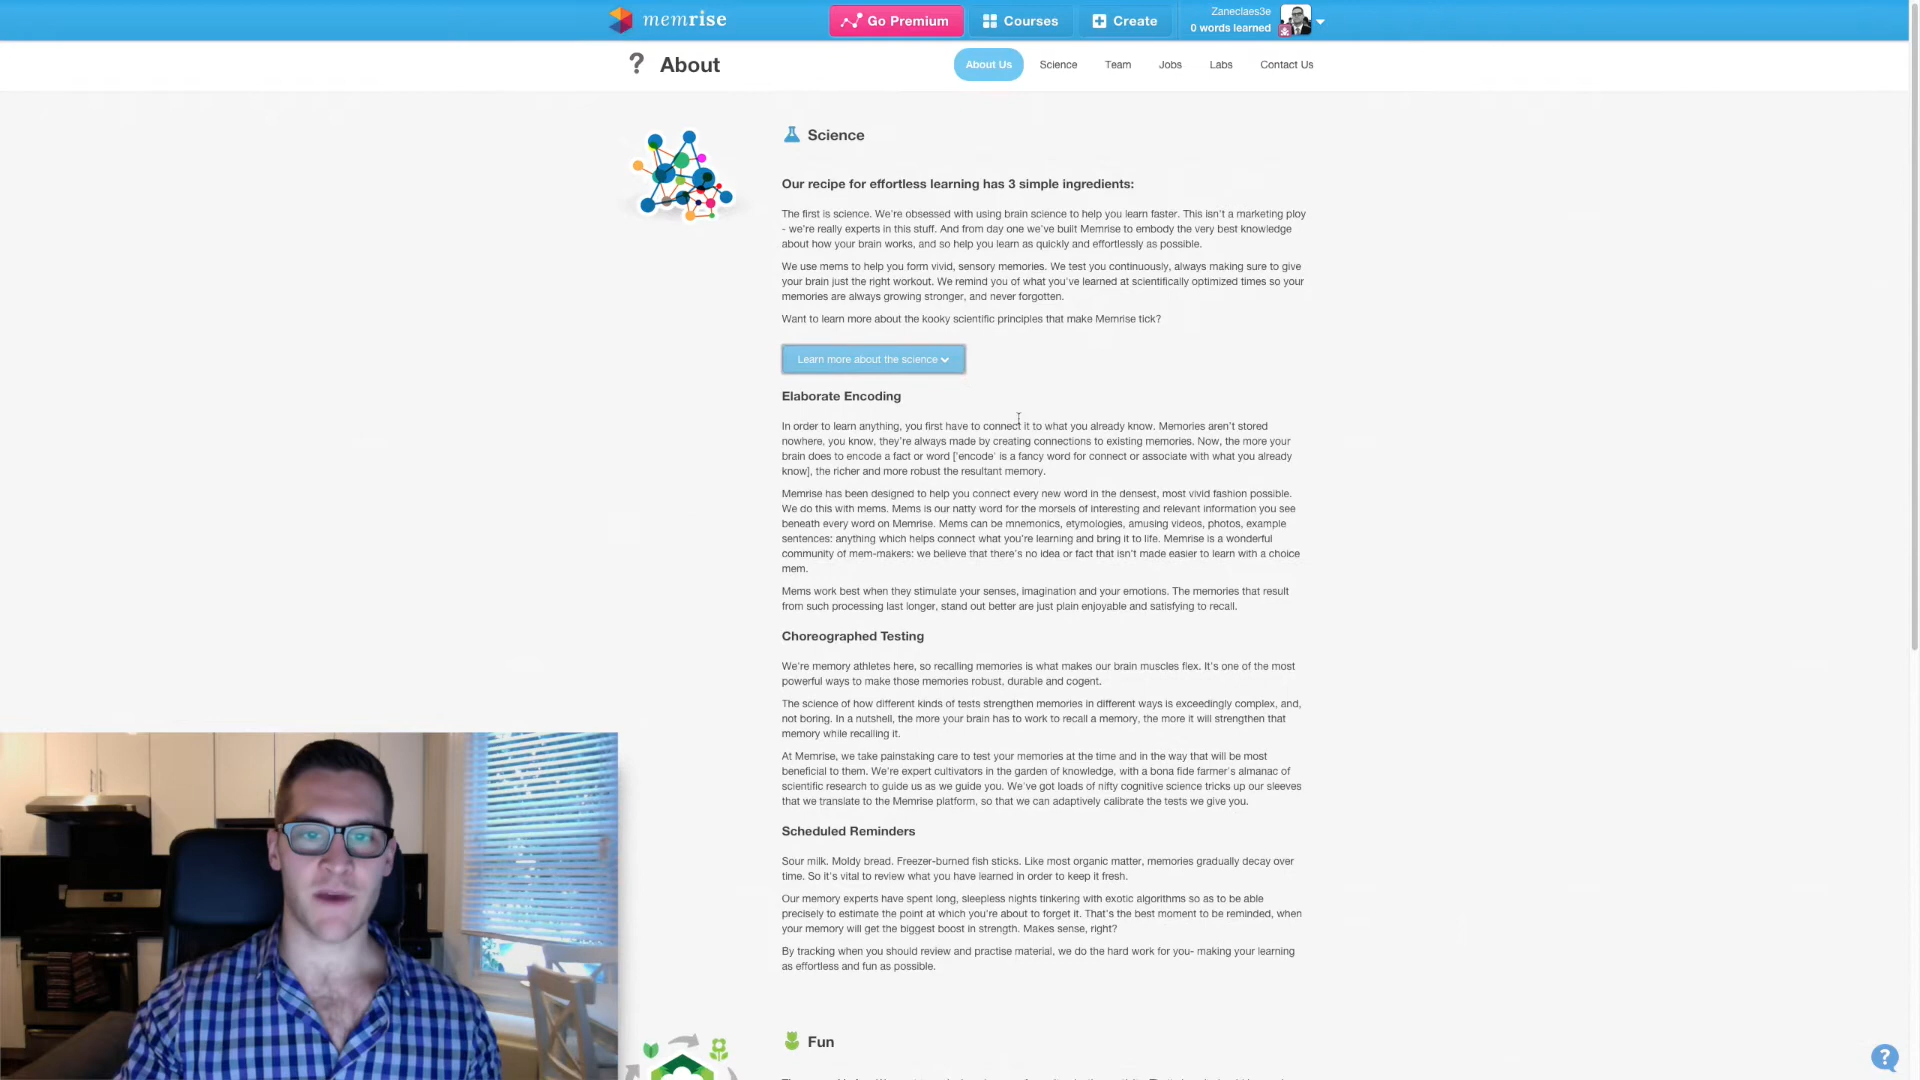 memrise
Go Premium
Courses
Create
Zaneclaes3e
0 words learned
? About
About Us
Science
Team
Jobs
Labs
Contact Us
Science
Our recipe for effortless learning has 3 simple ingredients:
The first is science. We're obsessed with using brain science to help you learn faster. This isn't a marketing ploy
- we're really experts in this stuff. And from day one we've built Memrise to embody the very best knowledge
about how your brain works, and so help you learn as quickly and effortlessly as possible.
We use mems to help you form vivid, sensory memories. We test you continuously, always making sure to give
your brain just the right workout. We remind you of what you've learned at scientifically optimized times so your
memories are always growing stronger, and never forgotten.
Want to learn more about the kooky scientific principles that make Memrise tick?
Learn more about the science
Elaborate Encoding
In order to learn anything, you first have to connect it to what you already know. Memories aren't stored
nowhere, you know, they're always made by creating connections to existing memories. Now, the more your
brain does to encode a fact or word ['encode' is a fancy word for connect or associate with what you already
know], the richer and more robust the resultant memory.
Memrise has been designed to help you connect every new word in the densest, most vivid fashion possible.
We do this with mems. Mems is our natty word for the morsels of interesting and relevant information you see
beneath every word on Memrise. Mems can be mnemonics, etymologies, amusing videos, photos, example
sentences: anything which helps connect what you're learning and bring it to life. Memrise is a wonderful
community of mem-makers: we believe that there's no idea or fact that isn't made easier to learn with a choice
mem.
Mems work best when they stimulate your senses, imagination and your emotions. The memories that result
from such processing last longer, stand out better are just plain enjoyable and satisfying to recall.
Choreographed Testing
We're memory athletes here, so recalling memories is what makes our brain muscles flex. It's one of the most
powerful ways to make those memories robust, durable and cogent.
The science of how different kinds of tests strengthen memories in different ways is exceedingly complex, and,
not boring. In a nutshell, the more your brain has to work to recall a memory, the more it will strengthen that
memory while recalling it.
At Memrise, we take painstaking care to test your memories at the time and in the way that will be most
beneficial to them. We're expert cultivators in the garden of knowledge, with a bona fide farmer's almanac of
scientific research to guide us as we guide you. We've got loads of nifty cognitive science tricks up our sleeves
that we translate to the Memrise platform, so that we can adaptively calibrate the tests we give you.
Scheduled Reminders
Sour milk. Moldy bread. Freezer-burned fish sticks. Like most organic matter, memories gradually decay over
time. So it's vital to review what you have learned in order to keep it fresh.
Our memory experts have spent long, sleepless nights tinkering with exotic algorithms so as to be able
precisely to estimate the point at which you're about to forget it. That's the best moment to be reminded, when
your memory will get the biggest boost in strength. Makes sense, right?
By tracking when you should review and practise material, we do the hard work for you- making your learning
as effortless and fun as possible.
Fun
?